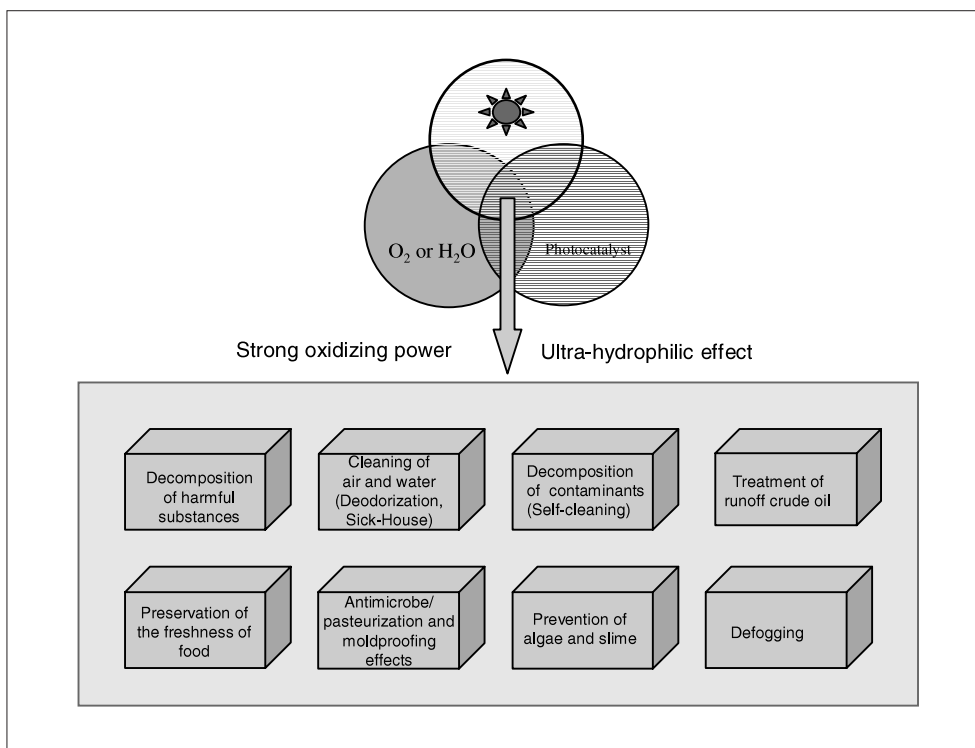 O₂ or H₂O
Photocatalyst
Strong oxidizing power
Ultra-hydrophilic effect
Decomposition
of harmful
substances
Cleaning of
air and water
(Deodorization,
Sick-House)
Decomposition
of contaminants
(Self-cleaning)
Treatment of
runoff crude oil
Preservation of
the freshness of
food
Antimicrobe/
pasteurization and
moldproofing
effects
Prevention of
algae and slime
Defogging